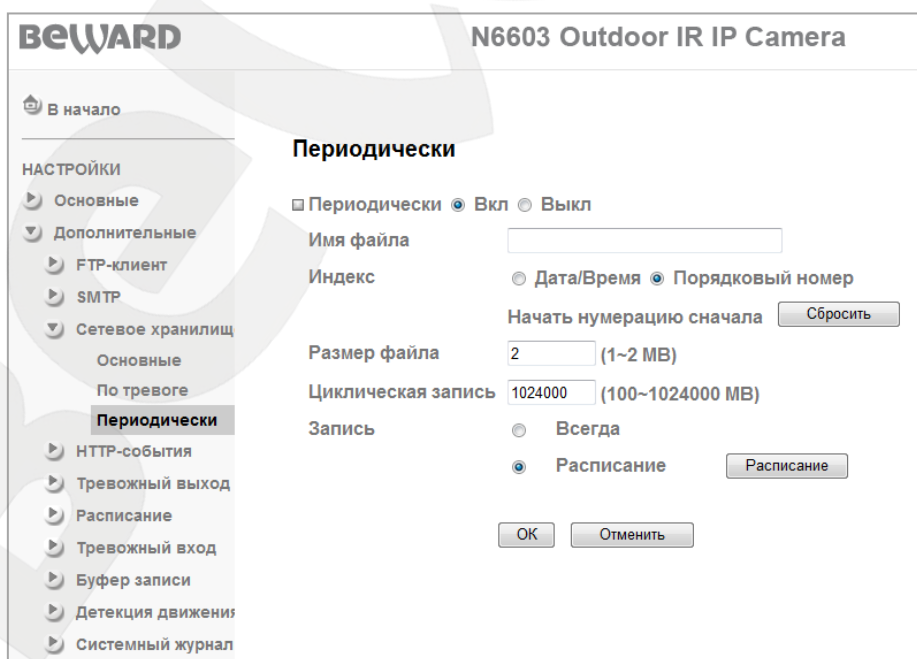 BEWARD
N6603 Outdoor IR IP Camera
В начало
НАСТРОЙКИ
Основные
Дополнительные
FTP-клиент
SMTP
Сетевое хранилищ
Основные
По тревоге
Периодически
HTTP-события
Тревожный выход
Расписание
Тревожный вход
Буфер записи
Детекция движения
Системный журнал
Периодически
Периодически Вкл Выкл
Имя файла
Индекс Дата/Время Порядковый номер
Начать нумерацию сначала Сбросить
Размер файла 2 (1~2 MB)
Циклическая запись 1024000 (100~1024000 MB)
Запись Всегда
Расписание Расписание
ОК Отменить